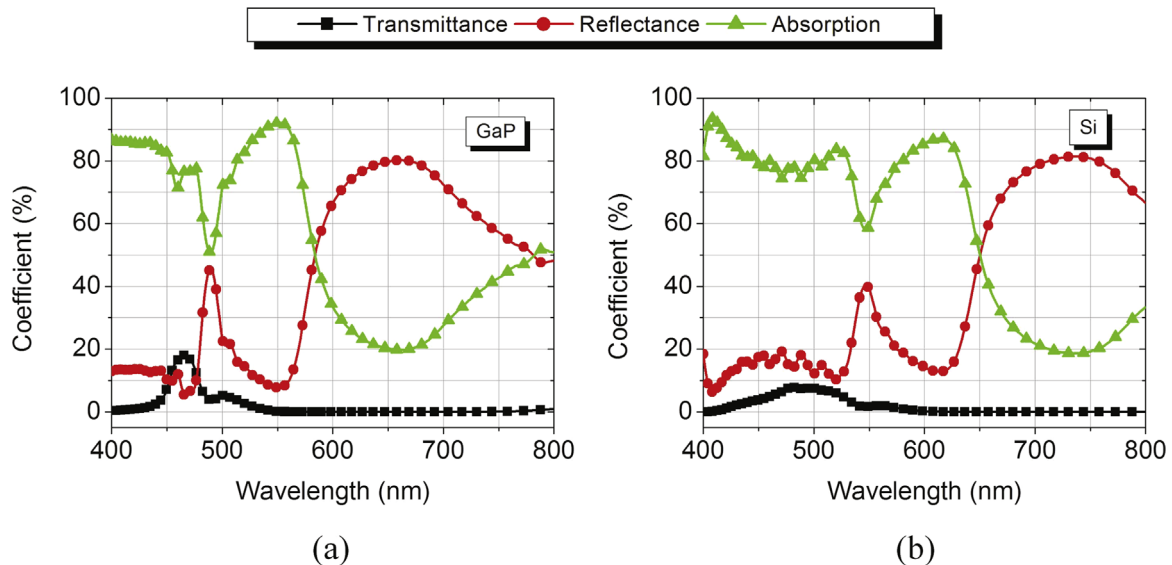 Transmittance Reflectance Absorption
GaP
100
80
60
40
20
0
Coefficient (%)
400 500 600 700 800
Wavelength (nm)
(a)
Si
100
80
60
40
20
0
Coefficient (%)
400 500 600 700 800
Wavelength (nm)
(b)